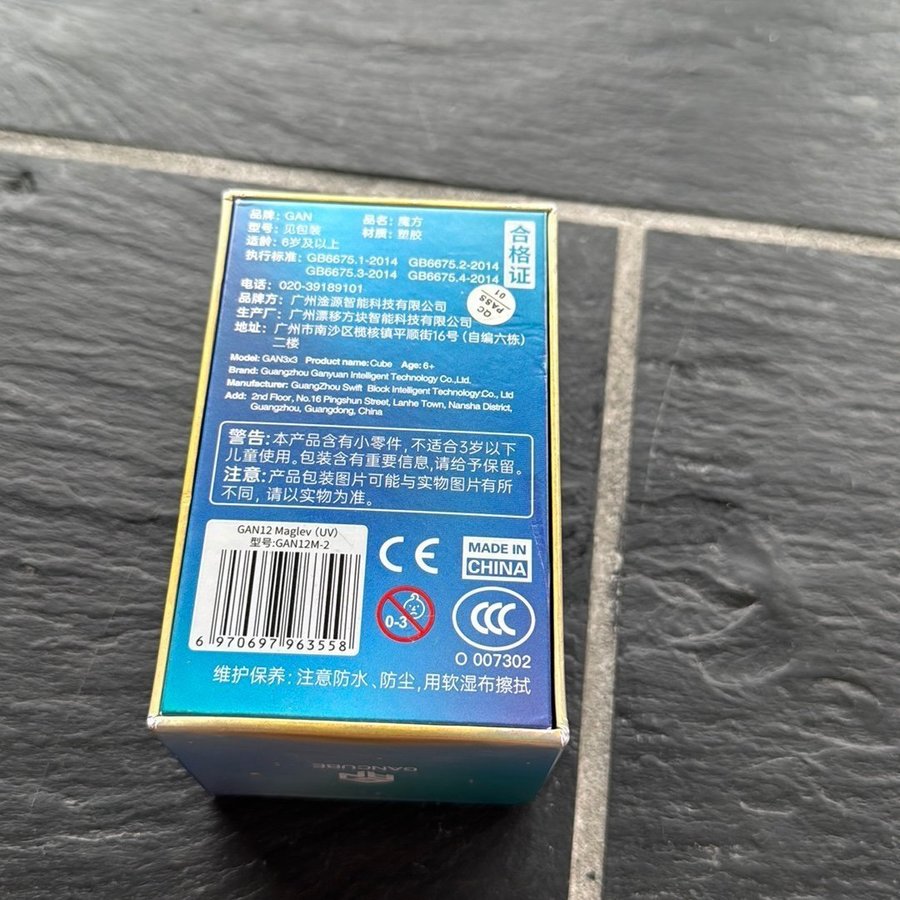 品牌: GAN 品名: 魔方
型号: 见包装 材质: 塑胶
适龄: 6岁及以上
合格证
执行标准: GB6675.1-2014 GB6675.2-2014
GB6675.3-2014 GB6675.4-2014
QC
PASS
01
电话: 020-39189101
品牌方: 广州淦源智能科技有限公司
生产厂: 广州漂移方块智能科技有限公司
地址: 广州市南沙区榄核镇平顺街16号 (自编六栋)
二楼
Model: GAN3x3 Product name: Cube Age: 6+
Brand: Guangzhou Ganyuan Intelligent Technology Co.,Ltd.
Manufacturer: GuangZhou Swift Block Intelligent Technology.Co., Ltd
Add: 2nd Floor, No.16 Pingshun Street, Lanhe Town, Nansha District,
Guangzhou, Guangdong, China
警告: 本产品含有小零件, 不适合3岁以下
儿童使用。包装含有重要信息, 请给予保留。
注意: 产品包装图片可能与实物图片有所
不同, 请以实物为准。
GAN12 Maglev (UV)
型号:GAN12M-2
6 970697 963558
CE
MADE IN
CHINA
0-3
CCC
O 007302
维护保养: 注意防水、防尘, 用软湿布擦拭
GANCUBE